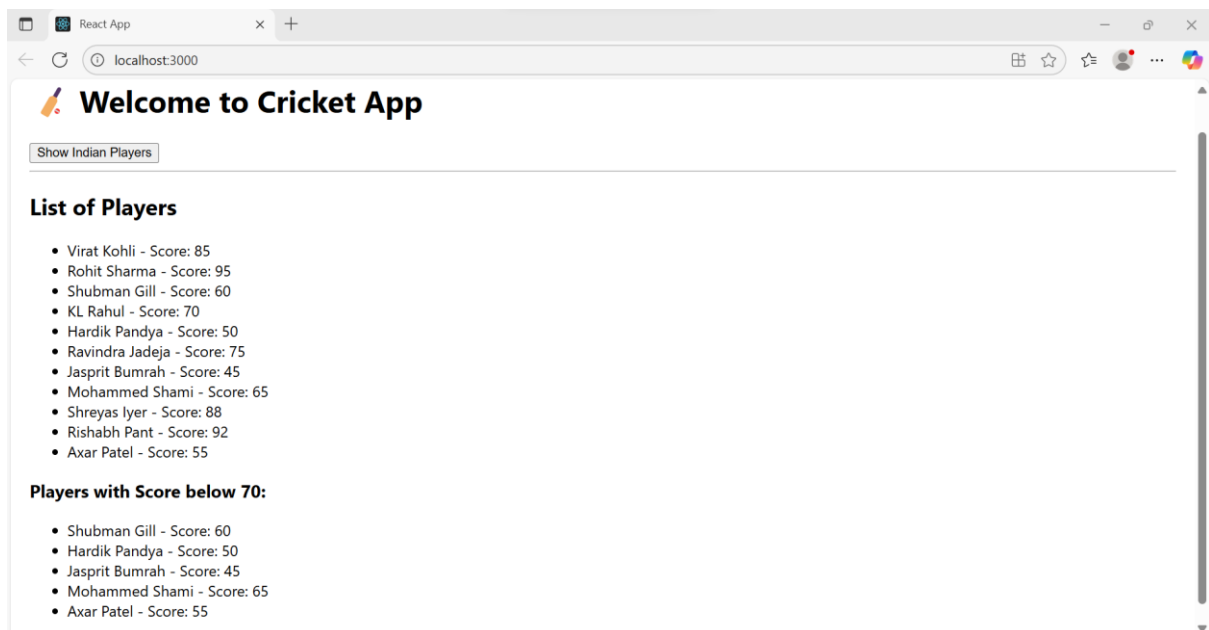 React App
localhost:3000
Welcome to Cricket App
Show Indian Players
List of Players
Virat Kohli - Score: 85
Rohit Sharma - Score: 95
Shubman Gill - Score: 60
KL Rahul - Score: 70
Hardik Pandya - Score: 50
Ravindra Jadeja - Score: 75
Jasprit Bumrah - Score: 45
Mohammed Shami - Score: 65
Shreyas Iyer - Score: 88
Rishabh Pant - Score: 92
Axar Patel - Score: 55
Players with Score below 70:
Shubman Gill - Score: 60
Hardik Pandya - Score: 50
Jasprit Bumrah - Score: 45
Mohammed Shami - Score: 65
Axar Patel - Score: 55